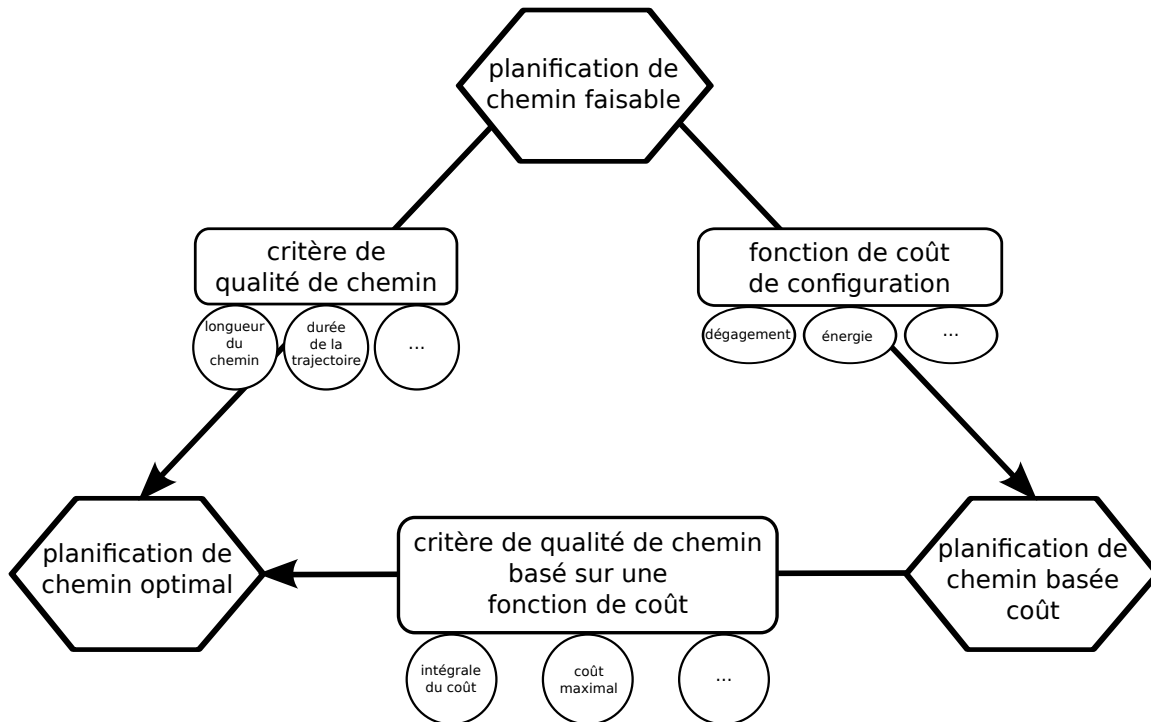 planification de
chemin faisable
critère de
qualité de chemin
longueur
du
chemin
durée
de la
trajectoire
...
fonction de coût
de configuration
dégagement
énergie
...
planification de
chemin optimal
critère de qualité de chemin
basé sur une
fonction de coût
intégrale
du coût
coût
maximal
...
planification de
chemin basée
coût